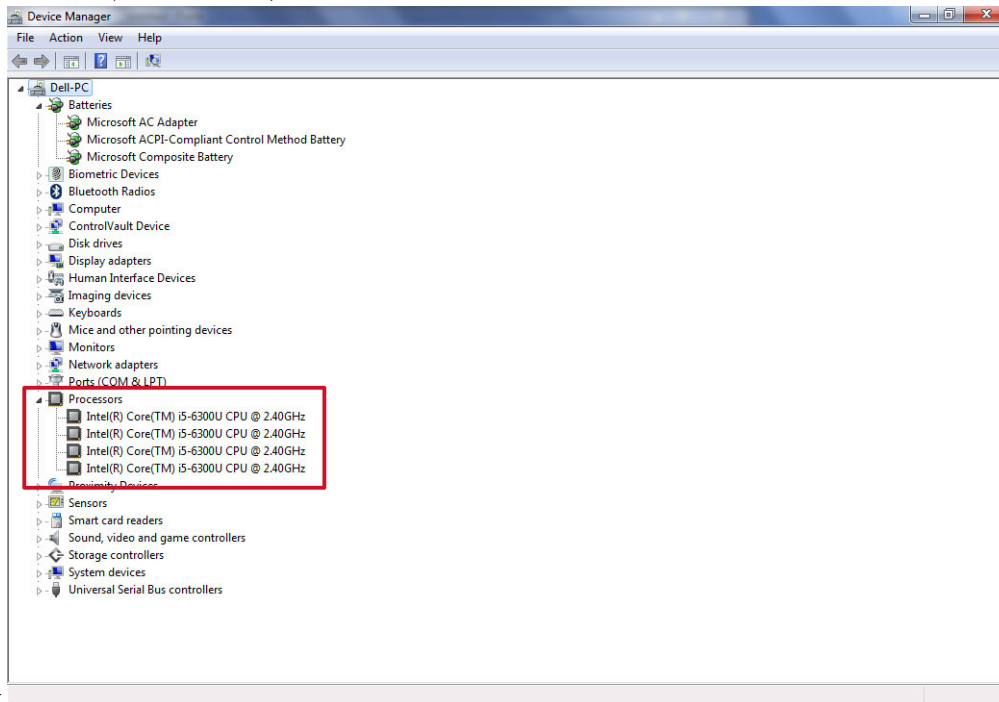 Device Manager
File Action View Help
Dell-PC
Batteries
Microsoft AC Adapter
Microsoft ACPI-Compliant Control Method Battery
Microsoft Composite Battery
Biometric Devices
Bluetooth Radios
Computer
ControlVault Device
Disk drives
Display adapters
Human Interface Devices
Imaging devices
Keyboards
Mice and other pointing devices
Monitors
Network adapters
Ports (COM & LPT)
Processors
Intel(R) Core(TM) i5-6300U CPU @ 2.40GHz
Intel(R) Core(TM) i5-6300U CPU @ 2.40GHz
Intel(R) Core(TM) i5-6300U CPU @ 2.40GHz
Intel(R) Core(TM) i5-6300U CPU @ 2.40GHz
Proximity Devices
Sensors
Smart card readers
Sound, video and game controllers
Storage controllers
System devices
Universal Serial Bus controllers